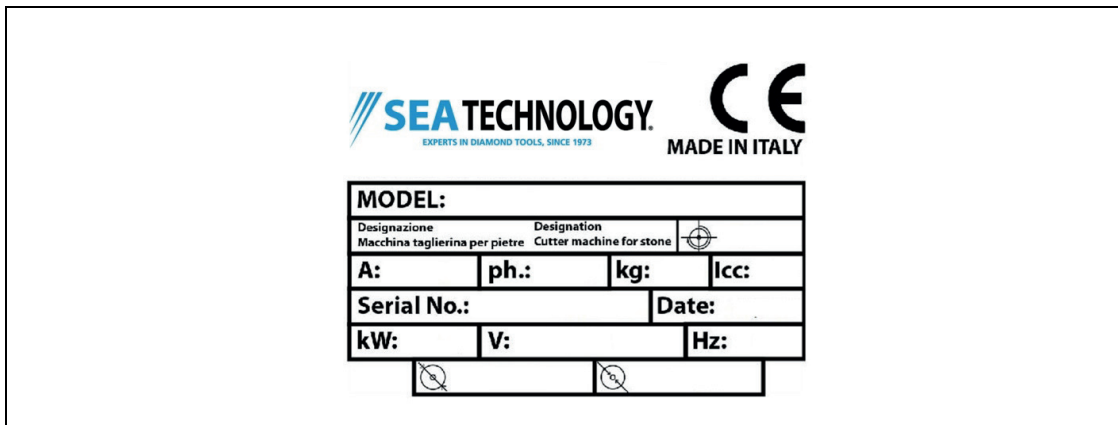 SEA TECHNOLOGY.
EXPERTS IN DIAMOND TOOLS, SINCE 1973
CE
MADE IN ITALY
MODEL:
Designazione Designation
Macchina taglierina per pietre Cutter machine for stone
A: ph.: kg: Icc:
Serial No.: Date:
kW: V: Hz: